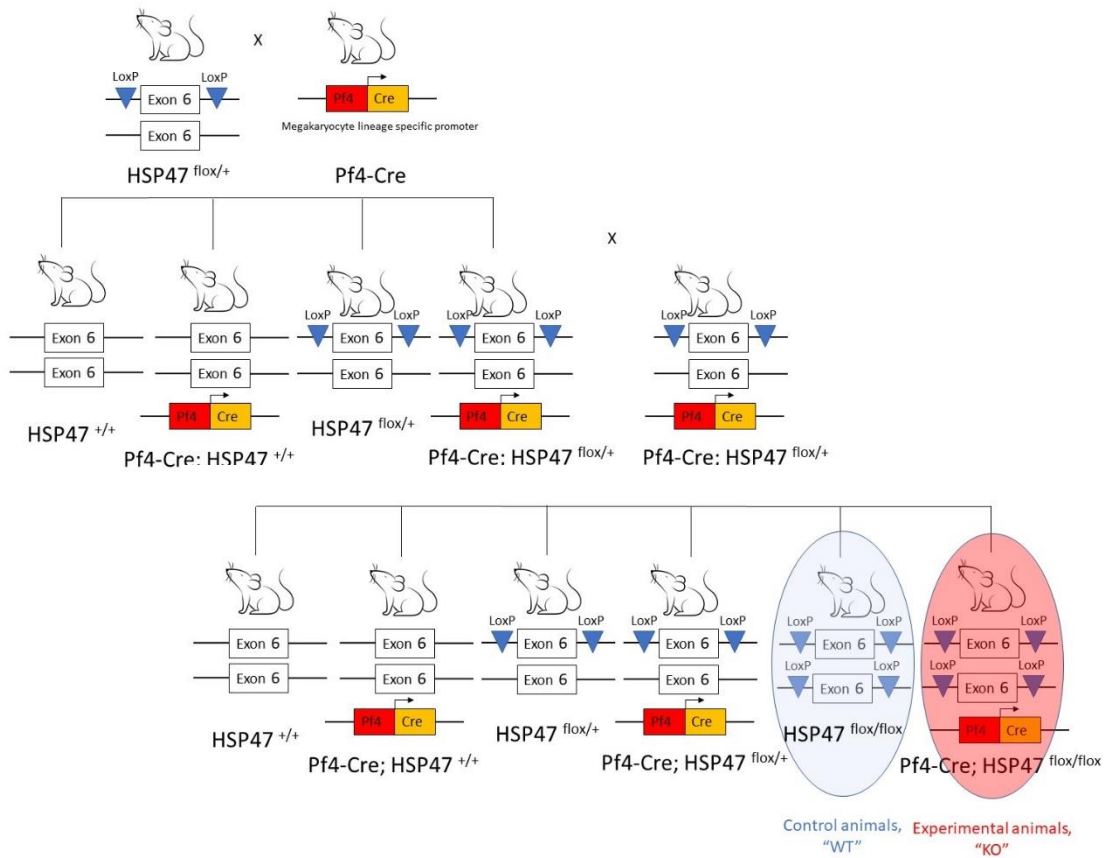 X
LoxP LoxP
Exon 6 Pf4 Cre
Exon 6 Megakaryocyte lineage specific promoter
HSP47 flox/+ Pf4-Cre
X
LoxP LoxP LoxP LoxP LoxP LoxP
Exon 6 Exon 6 Exon 6 Exon 6 Exon 6
Exon 6 Exon 6 Exon 6 Exon 6 Exon 6
Pf4 Cre Pf4 Cre Pf4 Cre
HSP47 +/+ Pf4-Cre; HSP47 +/+ HSP47 flox/+ Pf4-Cre; HSP47 flox/+ Pf4-Cre; HSP47 flox/+
LoxP LoxP LoxP LoxP LoxP LoxP LoxP LoxP
Exon 6 Exon 6 Exon 6 Exon 6 Exon 6 Exon 6
LoxP LoxP LoxP LoxP
Exon 6 Exon 6 Exon 6 Exon 6 Exon 6 Exon 6
Pf4 Cre Pf4 Cre Pf4 Cre
HSP47 +/+ Pf4-Cre; HSP47 +/+ HSP47 flox/+ Pf4-Cre; HSP47 flox/+ HSP47 flox/flox Pf4-Cre; HSP47 flox/flox
Control animals, Experimental animals,
"WT" "KO"